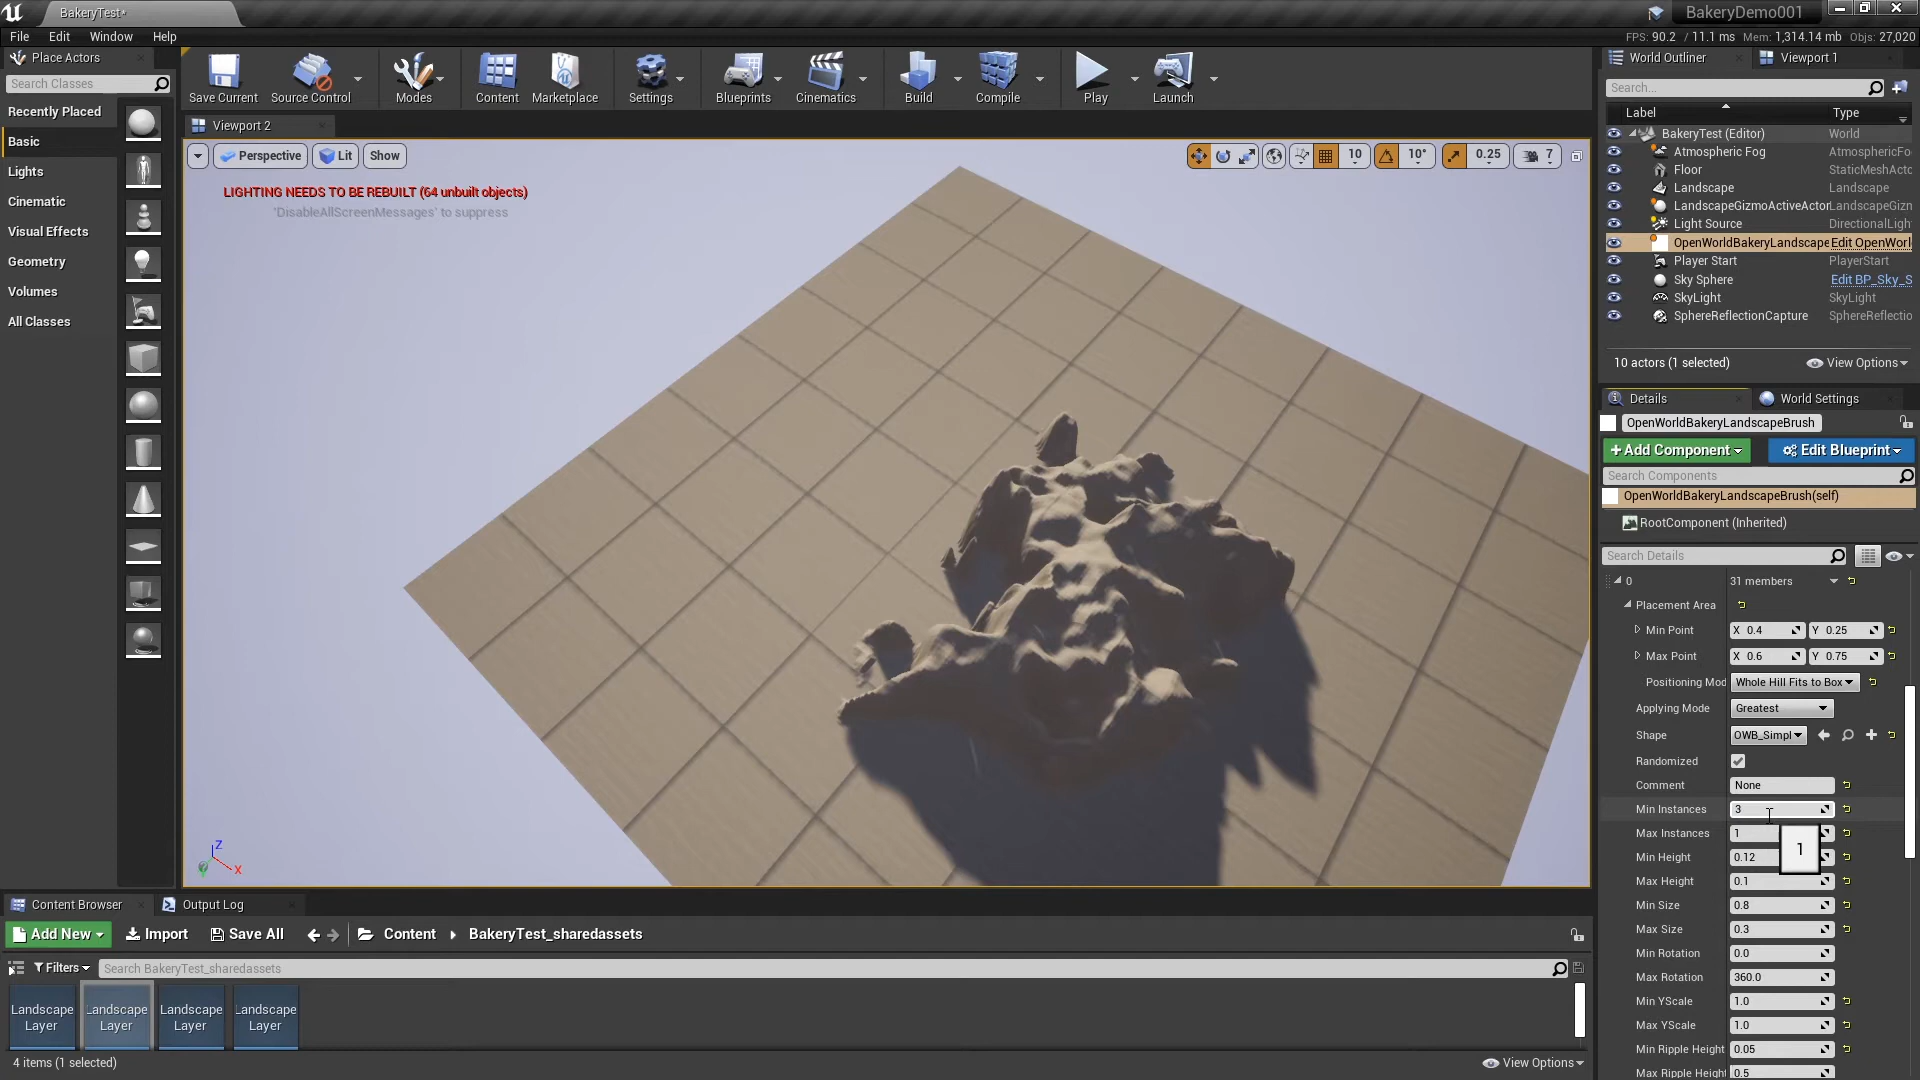 BakeryTest*
BakeryDemo001
File Edit Window Help
FPS: 90.2 / 11.1 ms Mem: 1,314.14 mb Objs: 27,020
Place Actors
Search Classes
Recently Placed
Basic
Lights
Cinematic
Visual Effects
Geometry
Volumes
All Classes
Save Current Source Control Modes Content Marketplace Settings Blueprints Cinematics Build Compile Play Launch
Viewport 2
Perspective Lit Show
10 10° 0.25 7
LIGHTING NEEDS TO BE REBUILT (64 unbuilt objects)
'DisableAllScreenMessages' to suppress
Z
X
World Outliner Viewport 1
Search...
Label Type
BakeryTest (Editor) World
Atmospheric Fog AtmosphericFo
Floor StaticMeshActo
Landscape Landscape
LandscapeGizmoActiveActor LandscapeGizn
Light Source DirectionalLigh
OpenWorldBakeryLandscape Edit OpenWorl
Player Start PlayerStart
Sky Sphere Edit BP_Sky_S
SkyLight SkyLight
SphereReflectionCapture SphereReflectio
10 actors (1 selected) View Options
Details World Settings
OpenWorldBakeryLandscapeBrush
+Add Component Edit Blueprint
Search Components
OpenWorldBakeryLandscapeBrush(self)
RootComponent (Inherited)
Search Details
0 31 members
Placement Area
Min Point X 0.4 Y 0.25
Max Point X 0.6 Y 0.75
Positioning Mod Whole Hill Fits to Box
Applying Mode Greatest
Shape OWB_Simpl
Randomized
Comment None
Min Instances 3
Max Instances 1
1
Min Height 0.12
Max Height 0.1
Min Size 0.8
Max Size 0.3
Min Rotation 0.0
Max Rotation 360.0
Min YScale 1.0
Max YScale 1.0
Min Ripple Height 0.05
Max Ripple Height 0.5
Content Browser Output Log
Add New Import Save All Content BakeryTest_sharedassets
Filters Search BakeryTest_sharedassets
Landscape Landscape Landscape Landscape
Layer Layer Layer Layer
4 items (1 selected) View Options